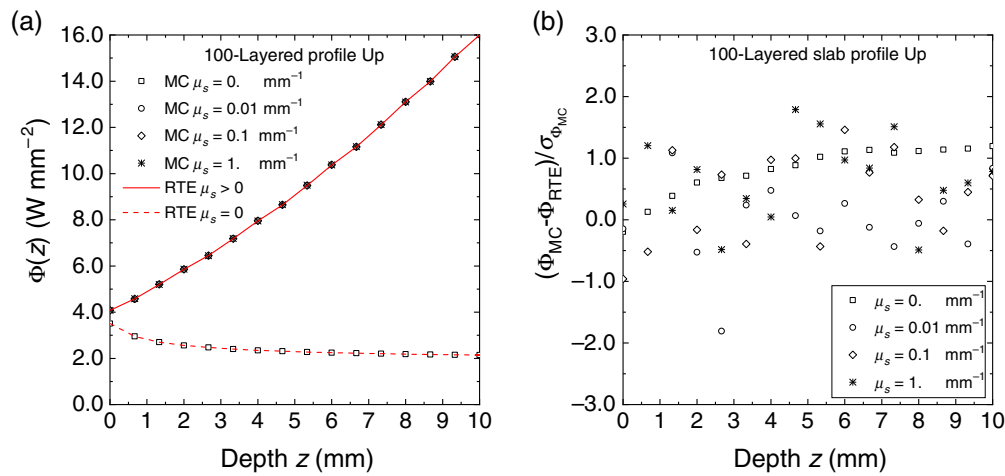 (a)
100-Layered profile Up
MC μs = 0. mm−1
MC μs = 0.01 mm−1
MC μs = 0.1 mm−1
MC μs = 1. mm−1
RTE μs > 0
RTE μs = 0
Φ(z) (W mm−2)
16.0
14.0
12.0
10.0
8.0
6.0
4.0
2.0
0.0
0 1 2 3 4 5 6 7 8 9 10
Depth z (mm)
(b)
100-Layered slab profile Up
(ΦMC-ΦRTE)/σΦMC
3.0
2.0
1.0
0.0
−1.0
−2.0
−3.0
μs = 0. mm−1
μs = 0.01 mm−1
μs = 0.1 mm−1
μs = 1. mm−1
0 1 2 3 4 5 6 7 8 9 10
Depth z (mm)